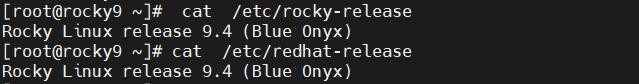 [root@rocky9 ~]#  cat  /etc/rocky-release
Rocky Linux release 9.4 (Blue Onyx)
[root@rocky9 ~]# cat  /etc/redhat-release
Rocky Linux release 9.4 (Blue Onyx)